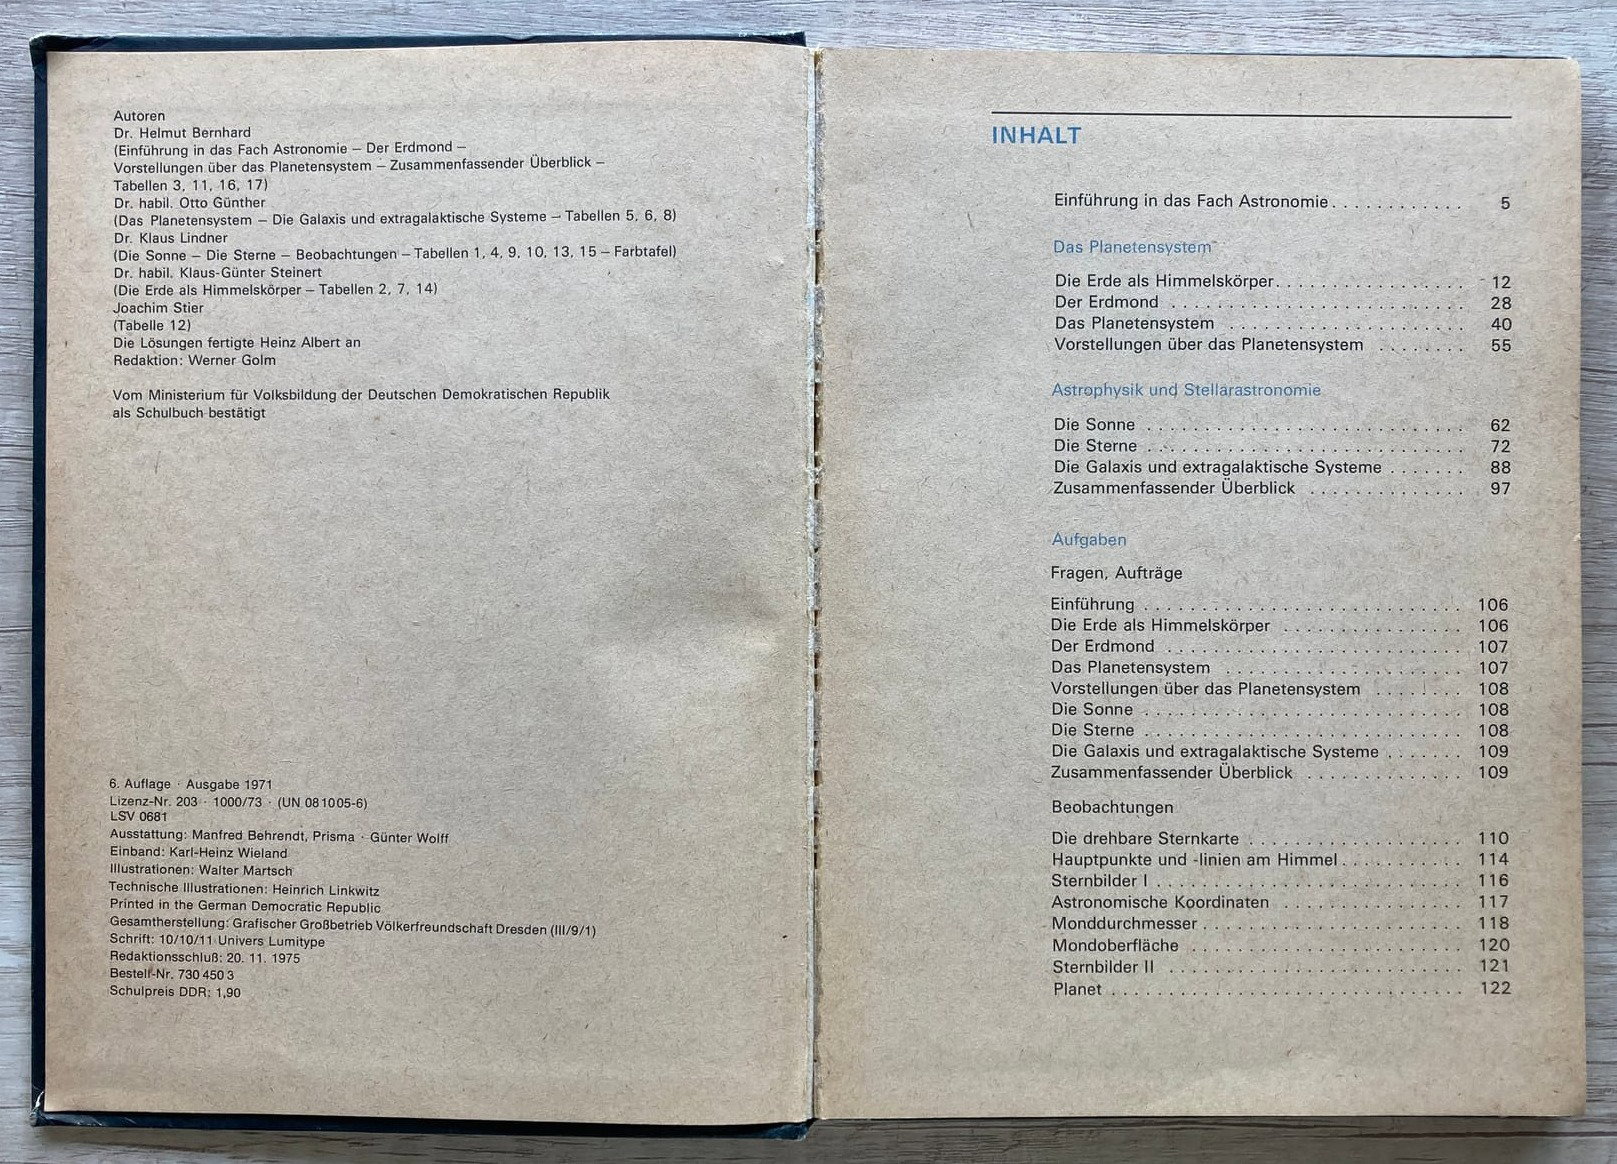 Autoren
Dr. Helmut Bernhard
(Einführung in das Fach Astronomie – Der Erdmond –
Vorstellungen über das Planetensystem – Zusammenfassender Überblick –
Tabellen 3, 11, 16, 17)
Dr. habil. Otto Günther
(Das Planetensystem – Die Galaxis und extragalaktische Systeme – Tabellen 5, 6, 8)
Dr. Klaus Lindner
(Die Sonne – Die Sterne – Beobachtungen – Tabellen 1, 4, 9, 10, 13, 15 – Farbtafel)
Dr. habil. Klaus-Günter Steinert
(Die Erde als Himmelskörper – Tabellen 2, 7, 14)
Joachim Stier
(Tabelle 12)
Die Lösungen fertigte Heinz Albert an
Redaktion: Werner Golm
Vom Ministerium für Volksbildung der Deutschen Demokratischen Republik
als Schulbuch bestätigt
6. Auflage · Ausgabe 1971
Lizenz-Nr. 203 · 1000/73 · (UN 081005-6)
LSV 0681
Ausstattung: Manfred Behrendt, Prisma · Günter Wolff
Einband: Karl-Heinz Wieland
Illustrationen: Walter Martsch
Technische Illustrationen: Heinrich Linkwitz
Printed in the German Democratic Republic
Gesamtherstellung: Grafischer Großbetrieb Völkerfreundschaft Dresden (III/9/1)
Schrift: 10/10/11 Univers Lumitype
Redaktionsschluß: 20. 11. 1975
Bestell-Nr. 730 450 3
Schulpreis DDR: 1,90
INHALT
Einführung in das Fach Astronomie . . . . . . . . . . . . 5
Das Planetensystem
Die Erde als Himmelskörper . . . . . . . . . . . . 12
Der Erdmond . . . . . . . . . . . . 28
Das Planetensystem . . . . . . . . . . . . 40
Vorstellungen über das Planetensystem . . . . . . . . 55
Astrophysik und Stellarastronomie
Die Sonne . . . . . . . . . . . . 62
Die Sterne . . . . . . . . . . . . 72
Die Galaxis und extragalaktische Systeme . . . . . . . 88
Zusammenfassender Überblick . . . . . . . . . . . . 97
Aufgaben
Fragen, Aufträge
Einführung . . . . . . . . . . . . 106
Die Erde als Himmelskörper . . . . . . . . . . . . 106
Der Erdmond . . . . . . . . . . . . 107
Das Planetensystem . . . . . . . . . . . . 107
Vorstellungen über das Planetensystem . . . . . . . . 108
Die Sonne . . . . . . . . . . . . 108
Die Sterne . . . . . . . . . . . . 108
Die Galaxis und extragalaktische Systeme . . . . . . . 109
Zusammenfassender Überblick . . . . . . . . . . . . 109
Beobachtungen
Die drehbare Sternkarte . . . . . . . . . . . . 110
Hauptpunkte und -linien am Himmel . . . . . . . . . . . 114
Sternbilder I . . . . . . . . . . . . 116
Astronomische Koordinaten . . . . . . . . . . . . 117
Monddurchmesser . . . . . . . . . . . . 118
Mondoberfläche . . . . . . . . . . . . 120
Sternbilder II . . . . . . . . . . . . 121
Planet . . . . . . . . . . . . 122